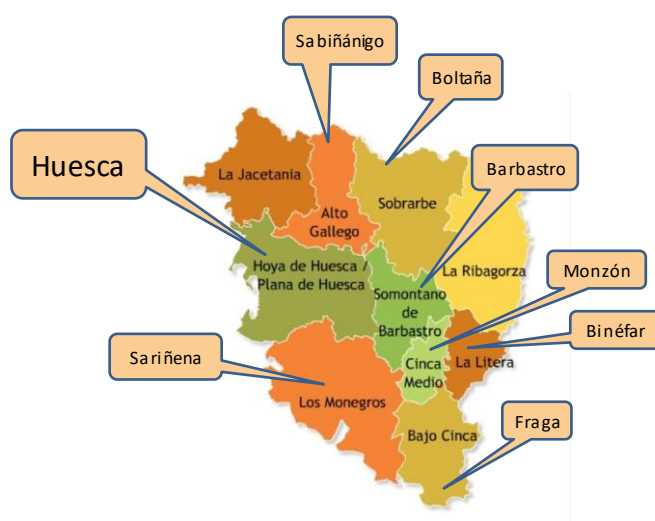 Sabiñánigo
Boltaña
Huesca
Barbastro
La Jacetania
Alto
Gallego
Sobrarbe
Hoya de Huesca /
Plana de Huesca
La Ribagorza
Monzón
Somontano
de
Barbastro
Binéfar
Sariñena
Cinca
Medio
La Litera
Los Monegros
Fraga
Bajo Cinca